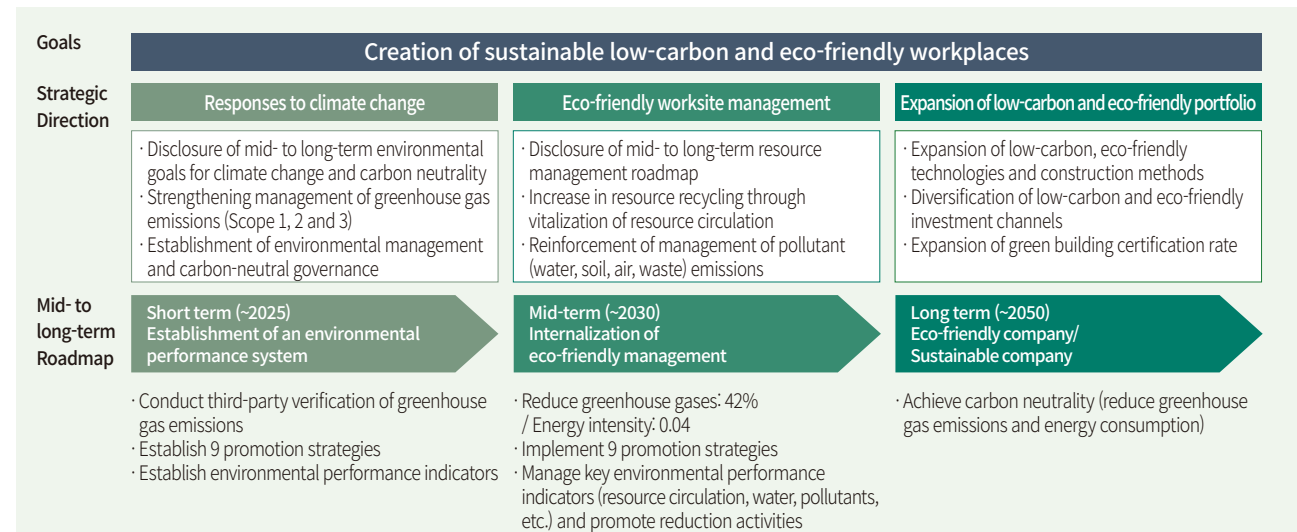 Goals
Creation of sustainable low-carbon and eco-friendly workplaces
Strategic
Direction
Responses to climate change
· Disclosure of mid- to long-term environmental
goals for climate change and carbon neutrality
· Strengthening management of greenhouse gas
emissions (Scope 1, 2 and 3)
· Establishment of environmental management
and carbon-neutral governance
Eco-friendly worksite management
· Disclosure of mid- to long-term resource
management roadmap
· Increase in resource recycling through
vitalization of resource circulation
· Reinforcement of management of pollutant
(water, soil, air, waste) emissions
Expansion of low-carbon and eco-friendly portfolio
· Expansion of low-carbon, eco-friendly
technologies and construction methods
· Diversification of low-carbon and eco-friendly
investment channels
· Expansion of green building certification rate
Mid- to
long-term
Roadmap
Short term (~2025)
Establishment of an environmental
performance system
· Conduct third-party verification of greenhouse
gas emissions
· Establish 9 promotion strategies
· Establish environmental performance indicators
Mid-term (~2030)
Internalization of
eco-friendly management
· Reduce greenhouse gases: 42%
/ Energy intensity: 0.04
· Implement 9 promotion strategies
· Manage key environmental performance
indicators (resource circulation, water, pollutants,
etc.) and promote reduction activities
Long term (~2050)
Eco-friendly company/
Sustainable company
· Achieve carbon neutrality (reduce greenhouse
gas emissions and energy consumption)